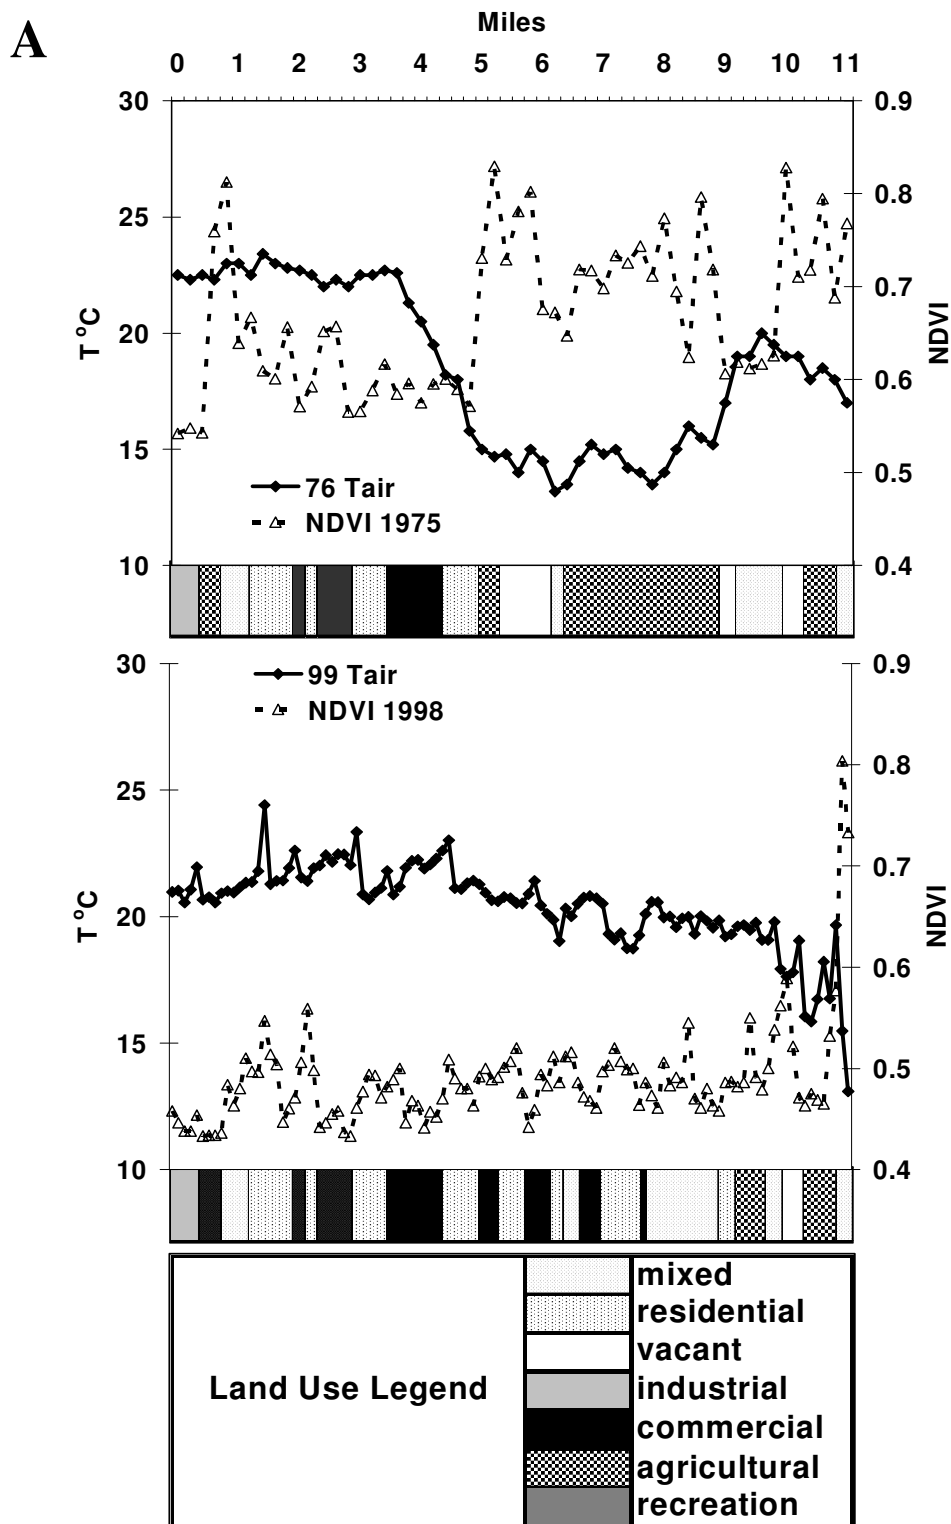 A
Miles
0 1 2 3 4 5 6 7 8 9 10 11
30 0.9
0.8
25
0.7
20
0.6
15
0.5
10 0.4
T °C
NDVI
76 Tair
NDVI 1975
30 0.9
0.8
25
0.7
20
0.6
15
0.5
10 0.4
T °C
NDVI
99 Tair
NDVI 1998
Land Use Legend
mixed
residential
vacant
industrial
commercial
agricultural
recreation